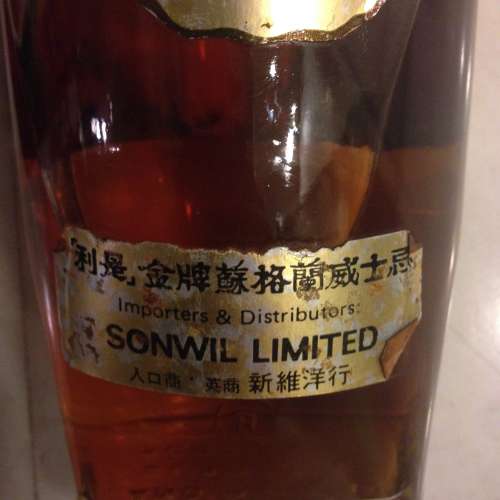 「利是」金牌蘇格蘭威士忌
Importers & Distributors:
SONWIL LIMITED
入口商・英商 新維洋行